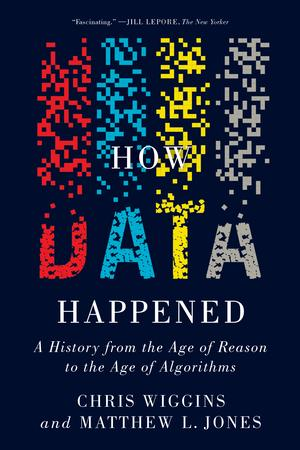 “Fascinating.” —JILL LEPORE, The New Yorker
HOW
DATA
HAPPENED
A History from the Age of Reason
to the Age of Algorithms
CHRIS WIGGINS
and MATTHEW L. JONES